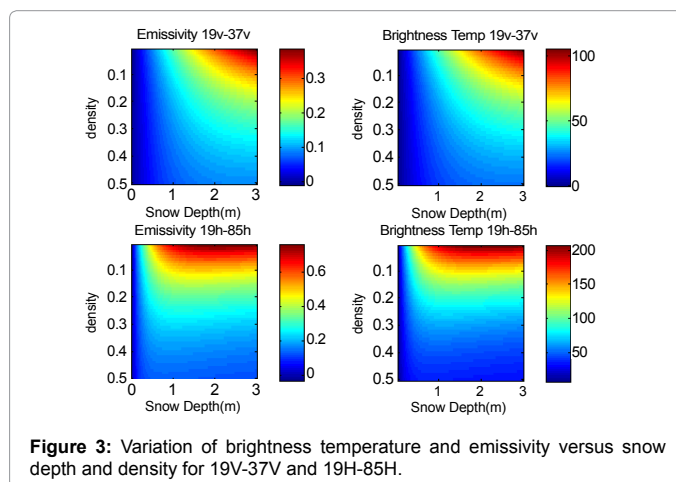 Emissivity 19v-37v
Brightness Temp 19v-37v
density
0.1
0.2
0.3
0.4
0.5
0 1 2 3
Snow Depth(m)
0.3
0.2
0.1
0
density
0.1
0.2
0.3
0.4
0.5
1 2 3
Snow Depth(m)
100
50
0
Emissivity 19h-85h
Brightness Temp 19h-85h
density
0.1
0.2
0.3
0.4
0.5
0 1 2 3
Snow Depth(m)
0.6
0.4
0.2
0
density
0.1
0.2
0.3
0.4
0.5
1 2 3
Snow Depth(m)
200
150
100
50
Figure 3: Variation of brightness temperature and emissivity versus snow
depth and density for 19V-37V and 19H-85H.